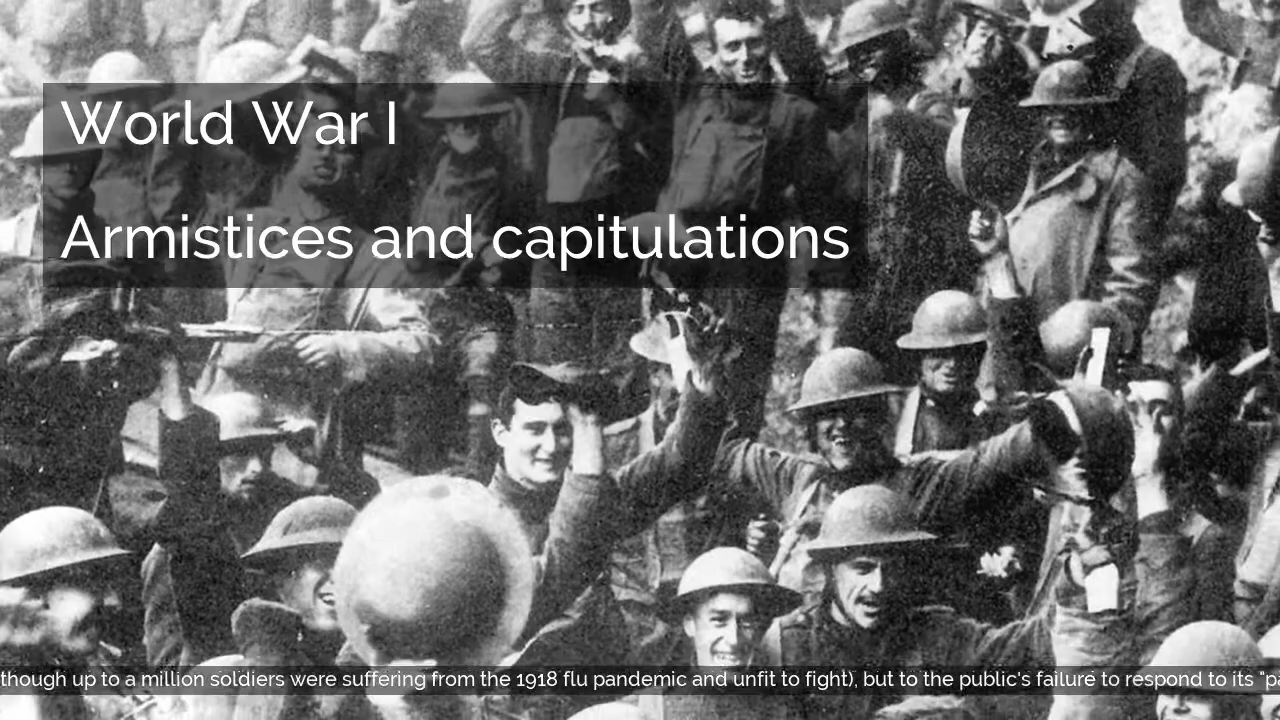 World War I
Armistices and capitulations
though up to a million soldiers were suffering from the 1918 flu pandemic and unfit to fight), but to the public's failure to respond to its "pa